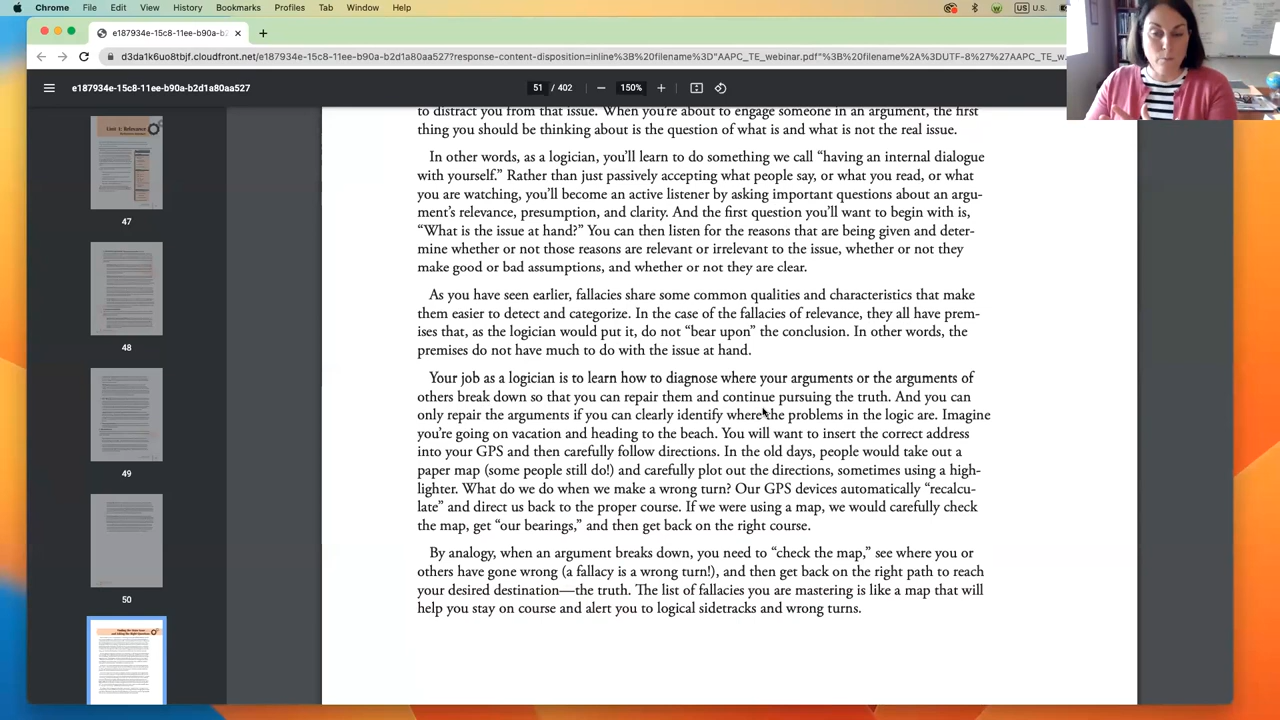 Chrome File Edit View History Bookmarks Profiles Tab Window Help U.S.
e187934e-15c8-11ee-b90a-b2
d3da1k6uo8tbjf.cloudfront.net/e187934e-15c8-11ee-b90a-b2d1a80aa527?response-content-disposition=inline%3B%20filename%3D"AAPC_TE_webinar.pdf"%3B%20filename%2A%3DUTF-8%27%27AAPC_TE_w...
e187934e-15c8-11ee-b90a-b2d1a80aa527
51 / 402
150%
Unit 1: Relevance
47
48
49
50
to distract you from the issue. When you're about to engage someone in an argument, the first
thing you should be thinking about is the question of what is and what is not the real issue.
In other words, as a logician, you'll learn to do something we call “having an internal dialogue
with yourself.” Rather than just passively accepting what people say, or what you read, or what
you are watching, you'll become an active listener by asking important questions about an argu-
ment's relevance, presumption, and clarity. And the first question you'll want to begin with is,
“What is the issue at hand?” You can then listen for the reasons that are being given and deter-
mine whether or not those reasons are relevant or irrelevant to the issue, whether or not they
make good or bad assumptions, and whether or not they are clear.
As you have seen earlier, fallacies share some common qualities and characteristics that make
them easier to detect and categorize. In the case of the fallacies of relevance, they all have prem-
ises that, as the logician would put it, do not “bear upon” the conclusion. In other words, the
premises do not have much to do with the issue at hand.
Your job as a logician is to learn how to diagnose where your arguments or the arguments of
others break down so that you can repair them and continue pursuing the truth. And you can
only repair the arguments if you can clearly identify where the problems in the logic are. Imagine
you're going on vacation and heading to the beach. You will want to insert the correct address
into your GPS and then carefully follow directions. In the old days, people would take out a
paper map (some people still do!) and carefully plot out the directions, sometimes using a high-
lighter. What do we do when we make a wrong turn? Our GPS devices automatically “recalcu-
late” and direct us back to the proper course. If we were using a map, we would carefully check
the map, get “our bearings,” and then get back on the right course.
By analogy, when an argument breaks down, you need to “check the map,” see where you or
others have gone wrong (a fallacy is a wrong turn!), and then get back on the right path to reach
your desired destination—the truth. The list of fallacies you are mastering is like a map that will
help you stay on course and alert you to logical sidetracks and wrong turns.